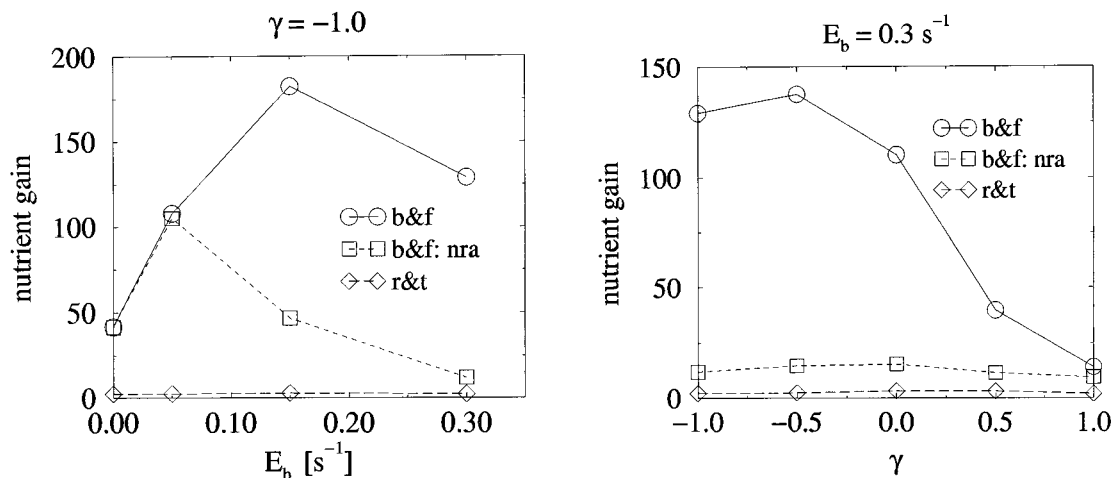 γ = −1.0
200
150
100
50
0
nutrient gain
b&f
b&f: nra
r&t
0.00 0.10 0.20 0.30
E_b [s⁻¹]
E_b = 0.3 s⁻¹
150
100
50
0
nutrient gain
b&f
b&f: nra
r&t
−1.0 −0.5 0.0 0.5 1.0
γ